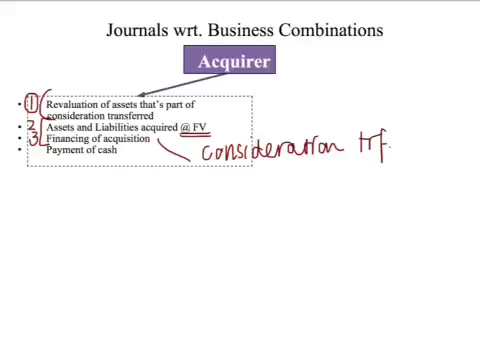 Journals wrt. Business Combinations
Acquirer
• 1 Revaluation of assets that's part of
consideration transferred
• 2 Assets and Liabilities acquired @ FV
• 3 Financing of acquisition
• Payment of cash
consideration trf.